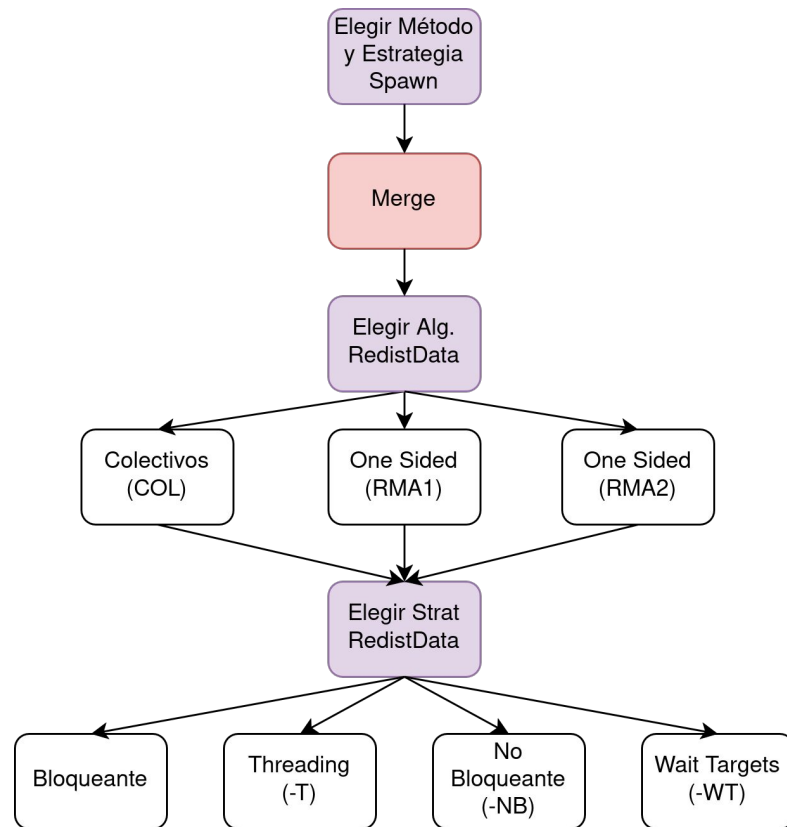 Elegir Método
y Estrategia
Spawn
Merge
Elegir Alg.
RedistData
Colectivos
(COL)
One Sided
(RMA1)
One Sided
(RMA2)
Elegir Strat
RedistData
Bloqueante
Threading
(-T)
No
Bloqueante
(-NB)
Wait Targets
(-WT)